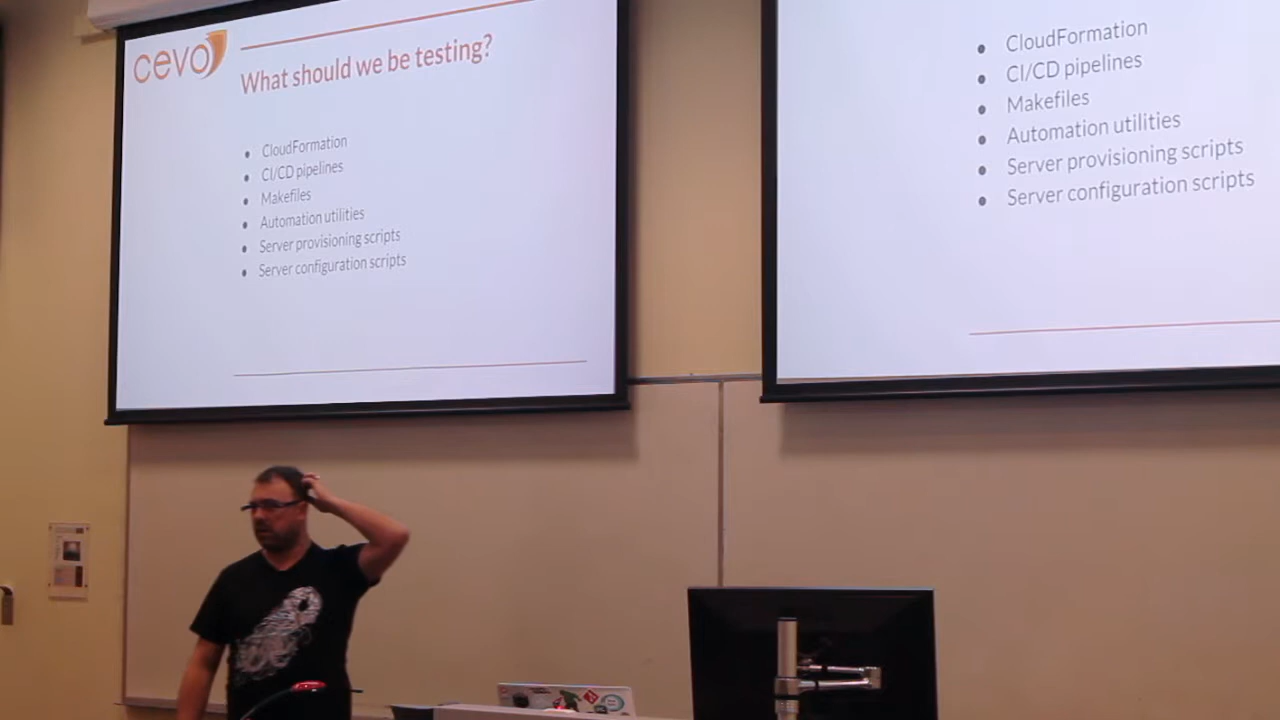 cevo
What should we be testing?
CloudFormation
CI/CD pipelines
Makefiles
Automation utilities
Server provisioning scripts
Server configuration scripts
CloudFormation
CI/CD pipelines
Makefiles
Automation utilities
Server provisioning scripts
Server configuration scripts